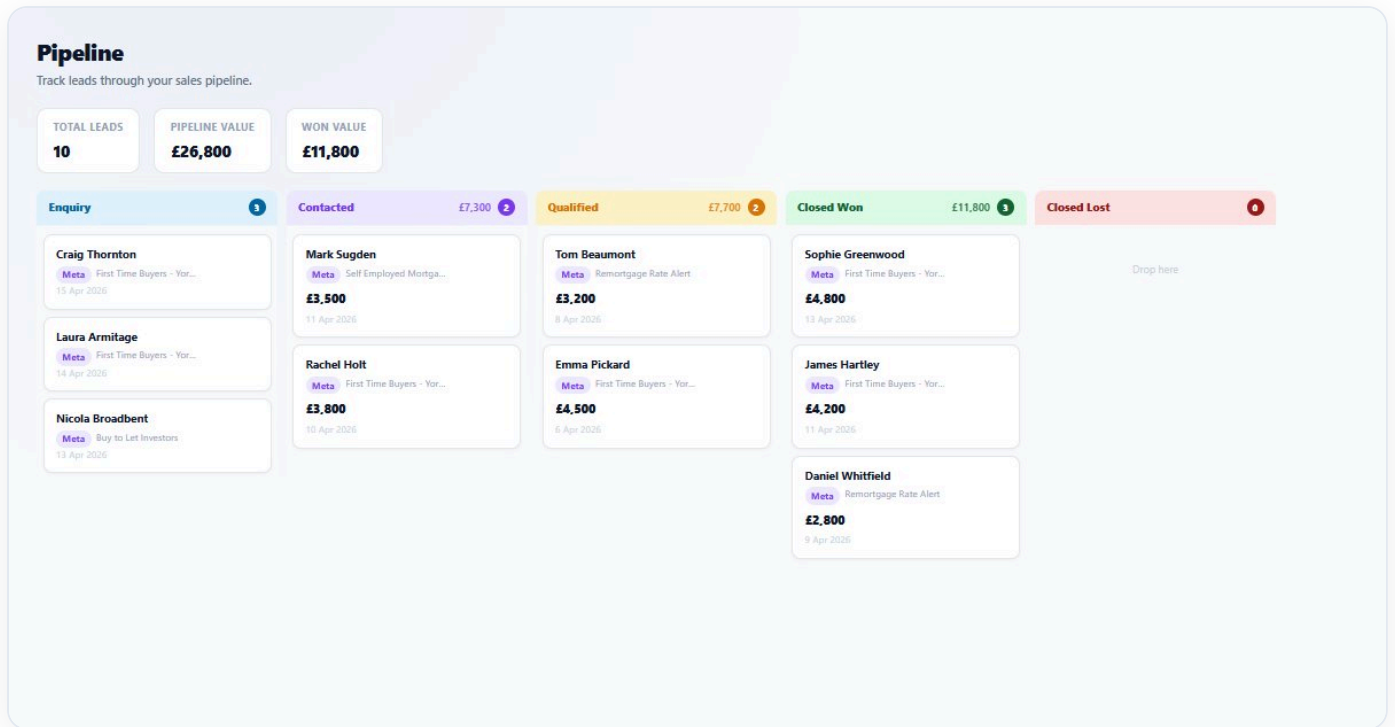 Pipeline
Track leads through your sales pipeline.
TOTAL LEADS
10
PIPELINE VALUE
£26,800
WON VALUE
£11,800
Enquiry 3
Craig Thornton
Meta First Time Buyers - Yor...
15 Apr 2026
Laura Armitage
Meta First Time Buyers - Yor...
14 Apr 2026
Nicola Broadbent
Meta Buy to Let Investors
13 Apr 2026
Contacted £7,300 2
Mark Sugden
Meta Self Employed Mortga...
£3,500
11 Apr 2026
Rachel Holt
Meta First Time Buyers - Yor...
£3,800
10 Apr 2026
Qualified £7,700 2
Tom Beaumont
Meta Remortgage Rate Alert
£3,200
8 Apr 2026
Emma Pickard
Meta First Time Buyers - Yor...
£4,500
6 Apr 2026
Closed Won £11,800 3
Sophie Greenwood
Meta First Time Buyers - Yor...
£4,800
13 Apr 2026
James Hartley
Meta First Time Buyers - Yor...
£4,200
11 Apr 2026
Daniel Whitfield
Meta Remortgage Rate Alert
£2,800
9 Apr 2026
Closed Lost 0
Drop here